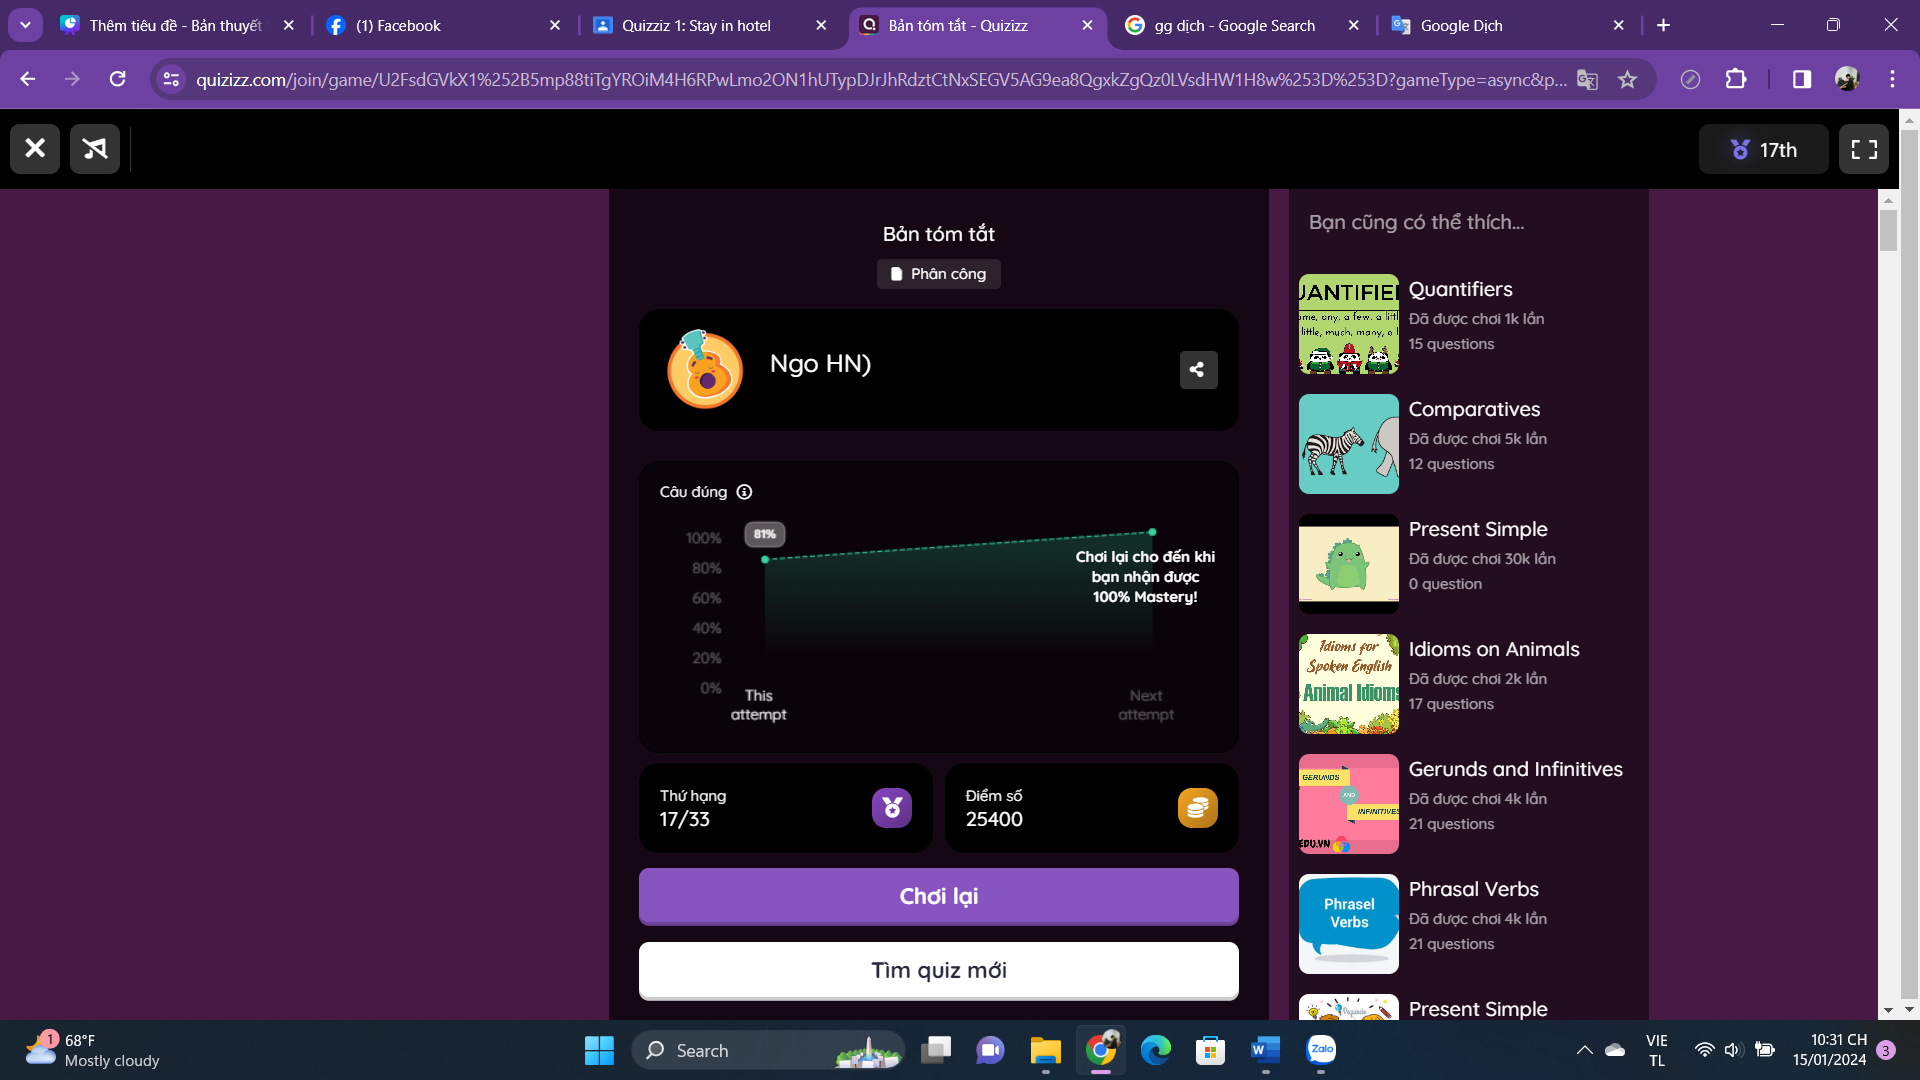 Thêm tiêu đề - Bản thuyết
(1) Facebook
Quizziz 1: Stay in hotel
Bản tóm tắt - Quizizz
gg dịch - Google Search
Google Dịch
quizizz.com/join/game/U2FsdGVkX1%252B5mp88tiTgYROiM4H6RPwLmo2ON1hUTypDJrJhRdztCtNxSEGV5AG9ea8QgxkZgQz0LVsdHW1H8w%253D%253D?gameType=async&p...
17th
Bản tóm tắt
Phân công
Ngo HN)
Câu đúng
100%
80%
60%
40%
20%
0%
81%
Chơi lại cho đến khi
bạn nhận được
100% Mastery!
This
attempt
Next
attempt
Thứ hạng
17/33
Điểm số
25400
Chơi lại
Tìm quiz mới
Bạn cũng có thể thích...
Quantifiers
Đã được chơi 1k lần
15 questions
Comparatives
Đã được chơi 5k lần
12 questions
Present Simple
Đã được chơi 30k lần
0 question
Idioms for
Spoken English
Animal Idioms
Idioms on Animals
Đã được chơi 2k lần
17 questions
GERUNDS
AND
INFINITIVES
EDU.VN
Gerunds and Infinitives
Đã được chơi 4k lần
21 questions
Phrasel
Verbs
Phrasal Verbs
Đã được chơi 4k lần
21 questions
Present Simple
1
68°F
Mostly cloudy
Search
Zalo
VIE
TL
10:31 CH
15/01/2024
3